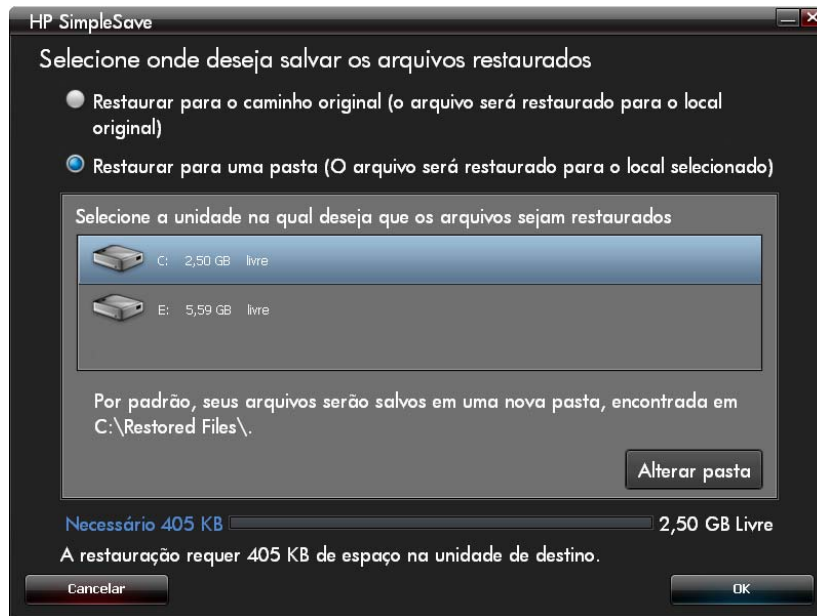 HP SimpleSave
Selecione onde deseja salvar os arquivos restaurados
Restaurar para o caminho original (o arquivo será restaurado para o local
original)
Restaurar para uma pasta (O arquivo será restaurado para o local selecionado)
Selecione a unidade na qual deseja que os arquivos sejam restaurados
C: 2,50 GB livre
E: 5,59 GB livre
Por padrão, seus arquivos serão salvos em uma nova pasta, encontrada em
C:\Restored Files\.
Alterar pasta
Necessário 405 KB 2,50 GB Livre
A restauração requer 405 KB de espaço na unidade de destino.
Cancelar OK